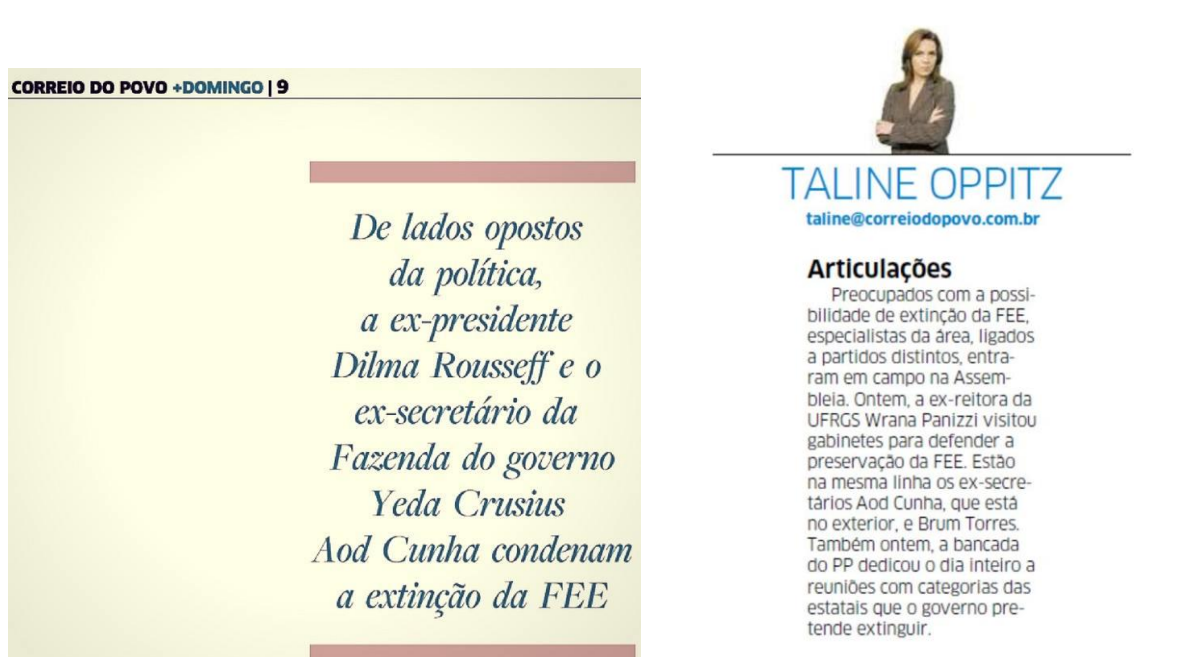 CORREIO DO POVO +DOMINGO | 9
De lados opostos
da política,
a ex-presidente
Dilma Rousseff e o
ex-secretário da
Fazenda do governo
Yeda Crusius
Aod Cunha condenam
a extinção da FEE
TALINE OPPITZ
taline@correiodopovo.com.br
Articulações
Preocupados com a possi-
bilidade de extinção da FEE,
especialistas da área, ligados
a partidos distintos, entra-
ram em campo na Assem-
bleia. Ontem, a ex-reitora da
UFRGS Wrana Panizzi visitou
gabinetes para defender a
preservação da FEE. Estão
na mesma linha os ex-secre-
tários Aod Cunha, que está
no exterior, e Brum Torres.
Também ontem, a bancada
do PP dedicou o dia inteiro a
reuniões com categorias das
estatais que o governo pre-
tende extinguir.